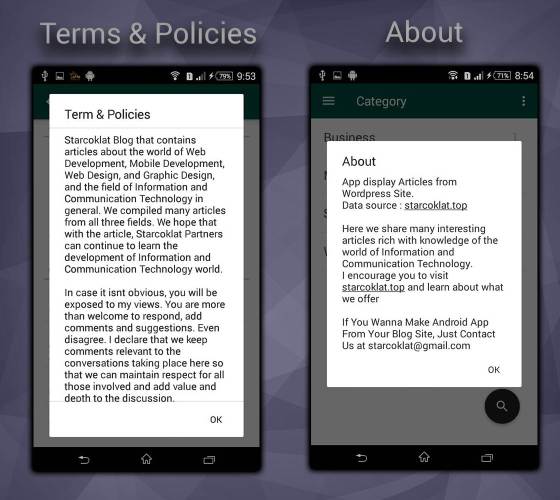 Terms & Policies
About
79% 9:53
Term & Policies
Starcoklat Blog that contains
articles about the world of Web
Development, Mobile Development,
Web Design, and Graphic Design,
and the field of Information and
Communication Technology in
general. We compiled many articles
from all three fields. We hope that
with the article, Starcoklat Partners
can continue to learn the
development of Information and
Communication Technology world.
In case it isnt obvious, you will be
exposed to my views. You are more
than welcome to respond, add
comments and suggestions. Even
disagree. I declare that we keep
comments relevant to the
conversations taking place here so
that we can maintain respect for all
those involved and add value and
depth to the discussion.
OK
71% 8:54
Category
Business
About
App display Articles from
Wordpress Site.
Data source : starcoklat.top
Here we share many interesting
articles rich with knowledge of the
world of Information and
Communication Technology.
I encourage you to visit
starcoklat.top and learn about what
we offer
If You Wanna Make Android App
From Your Blog Site, Just Contact
Us at starcoklat@gmail.com
OK